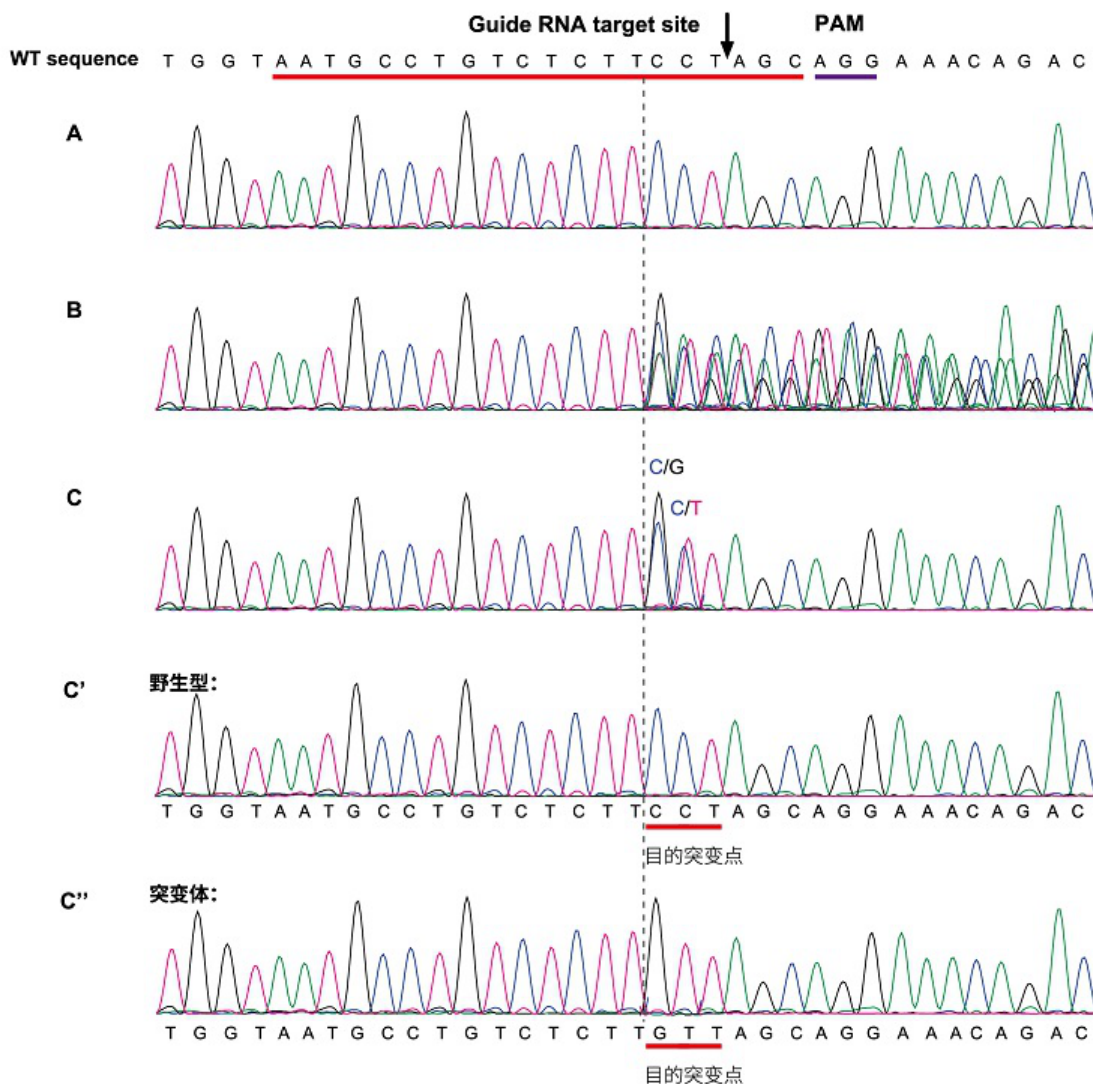 Guide RNA target site PAM
WT sequence T G G T A A T G C C T G T C T C T T C C T A G C A G G A A A C A G A C
A
B
C/G
C
C/T
C’ 野生型：
T G G T A A T G C C T G T C T C T T C C T A G C A G G A A A C A G A C
目的突变点
C’’ 突变体：
T G G T A A T G C C T G T C T C T T G T T A G C A G G A A A C A G A C
目的突变点